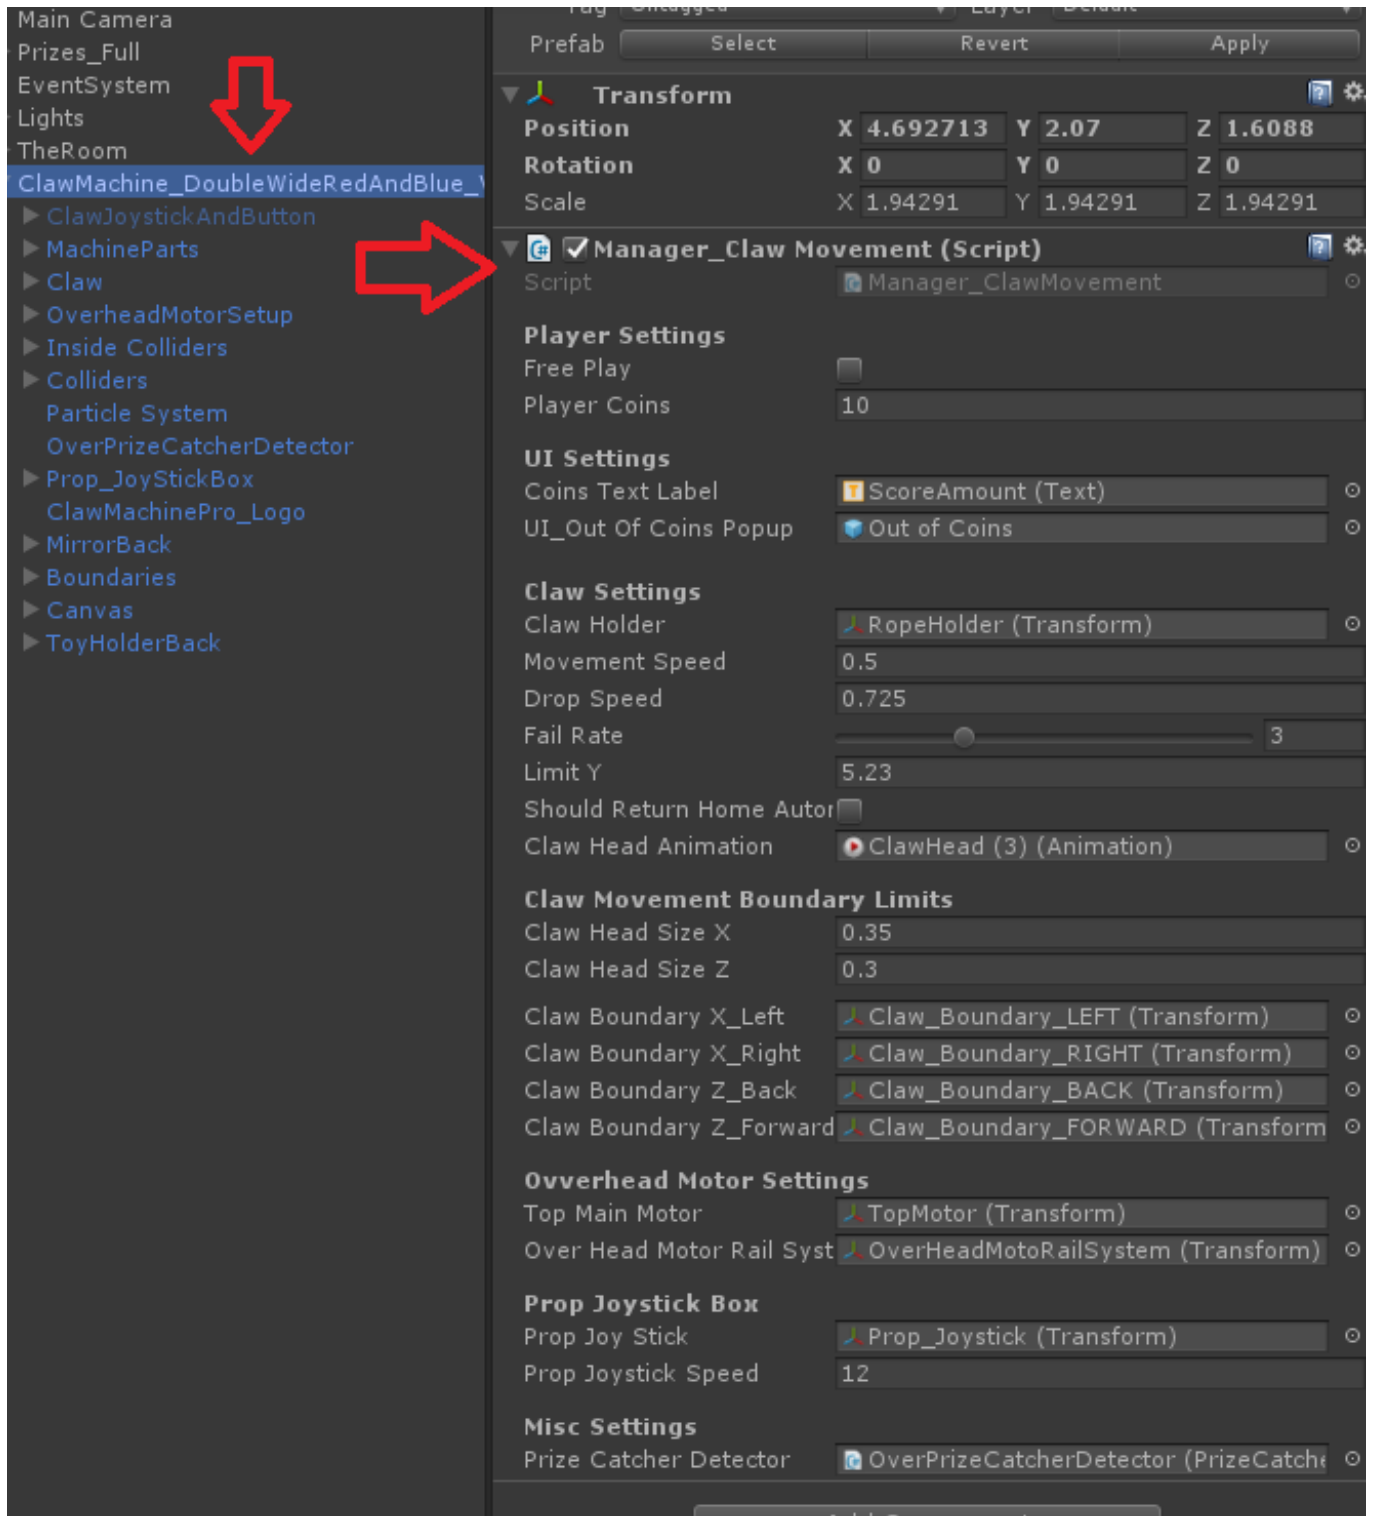 Main Camera
Prizes_Full
EventSystem
Lights
TheRoom
ClawMachine_DoubleWideRedAndBlue_
ClawJoystickAndButton
MachineParts
Claw
OverheadMotorSetup
Inside Colliders
Colliders
Particle System
OverPrizeCatcherDetector
Prop_JoyStickBox
ClawMachinePro_Logo
MirrorBack
Boundaries
Canvas
ToyHolderBack
Tag Untagged Layer Default
Prefab Select Revert Apply
Transform
Position X 4.692713 Y 2.07 Z 1.6088
Rotation X 0 Y 0 Z 0
Scale X 1.94291 Y 1.94291 Z 1.94291
Manager_Claw Movement (Script)
Script Manager_ClawMovement
Player Settings
Free Play
Player Coins 10
UI Settings
Coins Text Label ScoreAmount (Text)
UI_Out Of Coins Popup Out of Coins
Claw Settings
Claw Holder RopeHolder (Transform)
Movement Speed 0.5
Drop Speed 0.725
Fail Rate 3
Limit Y 5.23
Should Return Home Autor
Claw Head Animation ClawHead (3) (Animation)
Claw Movement Boundary Limits
Claw Head Size X 0.35
Claw Head Size Z 0.3
Claw Boundary X_Left Claw_Boundary_LEFT (Transform)
Claw Boundary X_Right Claw_Boundary_RIGHT (Transform)
Claw Boundary Z_Back Claw_Boundary_BACK (Transform)
Claw Boundary Z_Forward Claw_Boundary_FORWARD (Transform
Ovverhead Motor Settings
Top Main Motor TopMotor (Transform)
Over Head Motor Rail Syst OverHeadMotoRailSystem (Transform)
Prop Joystick Box
Prop Joy Stick Prop_Joystick (Transform)
Prop Joystick Speed 12
Misc Settings
Prize Catcher Detector OverPrizeCatcherDetector (PrizeCatche